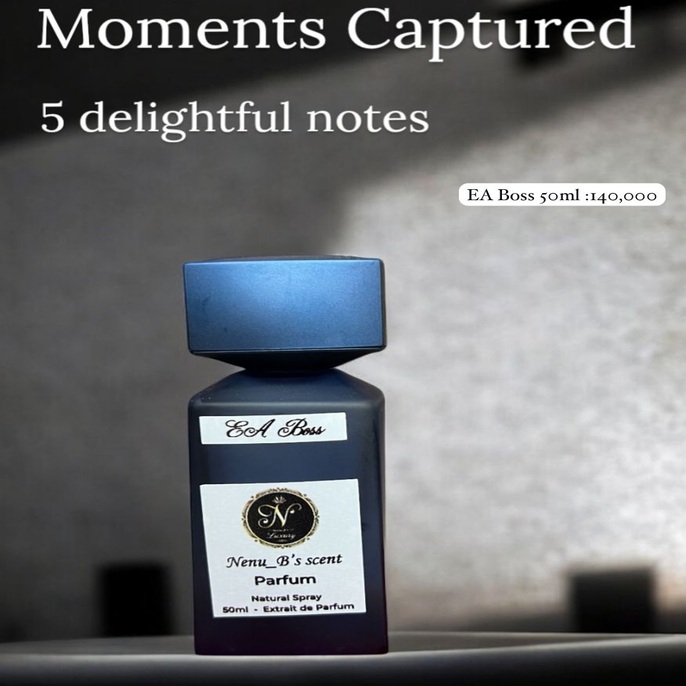 Moments Captured
5 delightful notes
EA Boss 50ml :140,000
EA Boss
N
Luxury
Nenu_B's scent
Parfum
Natural Spray
50ml - Extrait de Parfum